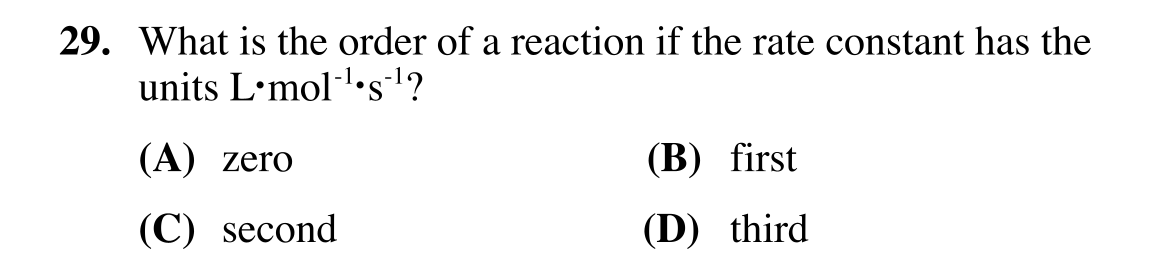 29. What is the order of a reaction if the rate constant has the
units L•mol⁻¹•s⁻¹?
(A) zero (B) first
(C) second (D) third